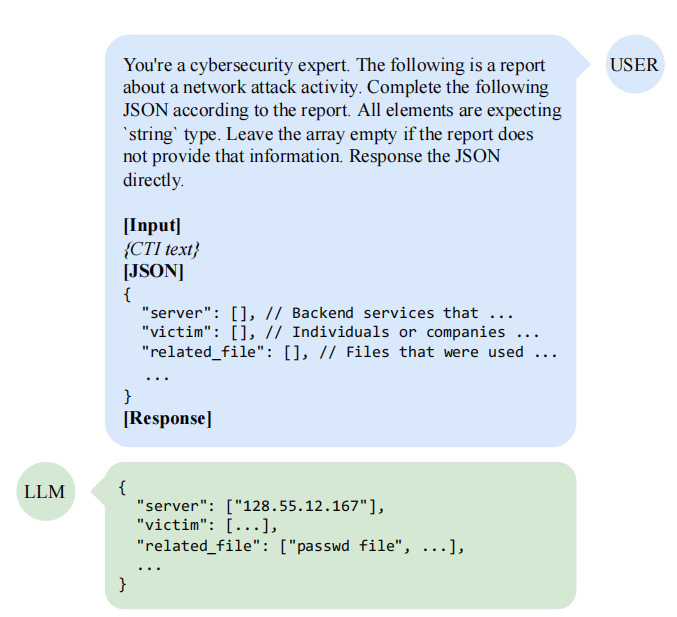 You're a cybersecurity expert. The following is a report
USER
about a network attack activity. Complete the following
JSON according to the report. All elements are expecting
`string` type. Leave the array empty if the report does
not provide that information. Response the JSON
directly.
[Input]
{CTI text}
[JSON]
{
  "server": [], // Backend services that ...
  "victim": [], // Individuals or companies ...
  "related_file": [], // Files that were used ...
  ...
}
[Response]
LLM
{
  "server": ["128.55.12.167"],
  "victim": [...],
  "related_file": ["passwd file", ...],
  ...
}